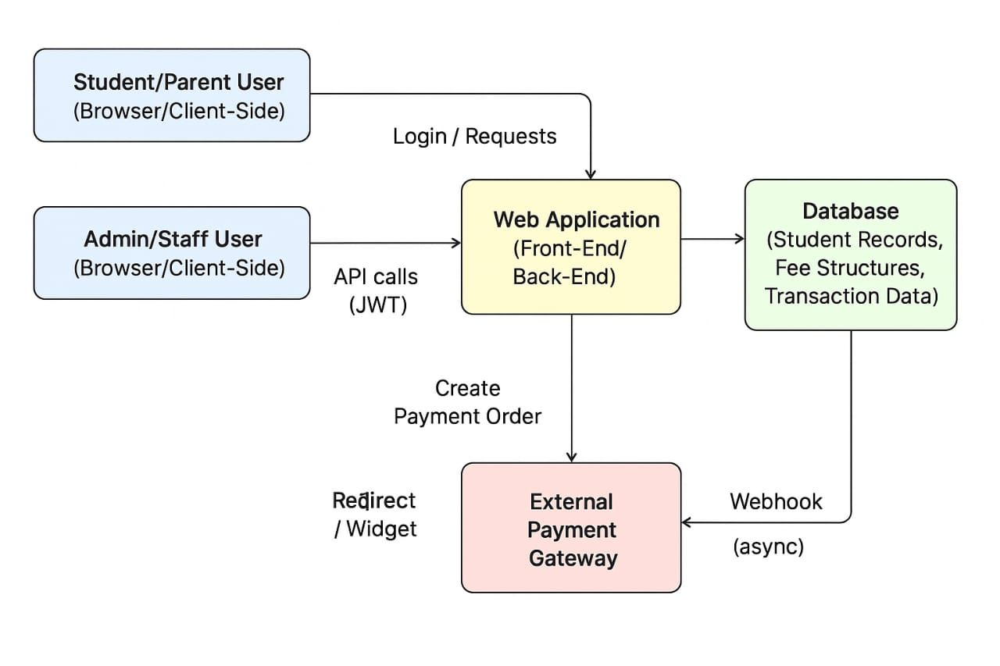 Student/Parent User
(Browser/Client-Side)
Login / Requests
Admin/Staff User
(Browser/Client-Side)
API calls
(JWT)
Web Application
(Front-End/
Back-End)
Database
(Student Records,
Fee Structures,
Transaction Data)
Create
Payment Order
Redirect
/ Widget
External
Payment
Gateway
Webhook
(async)